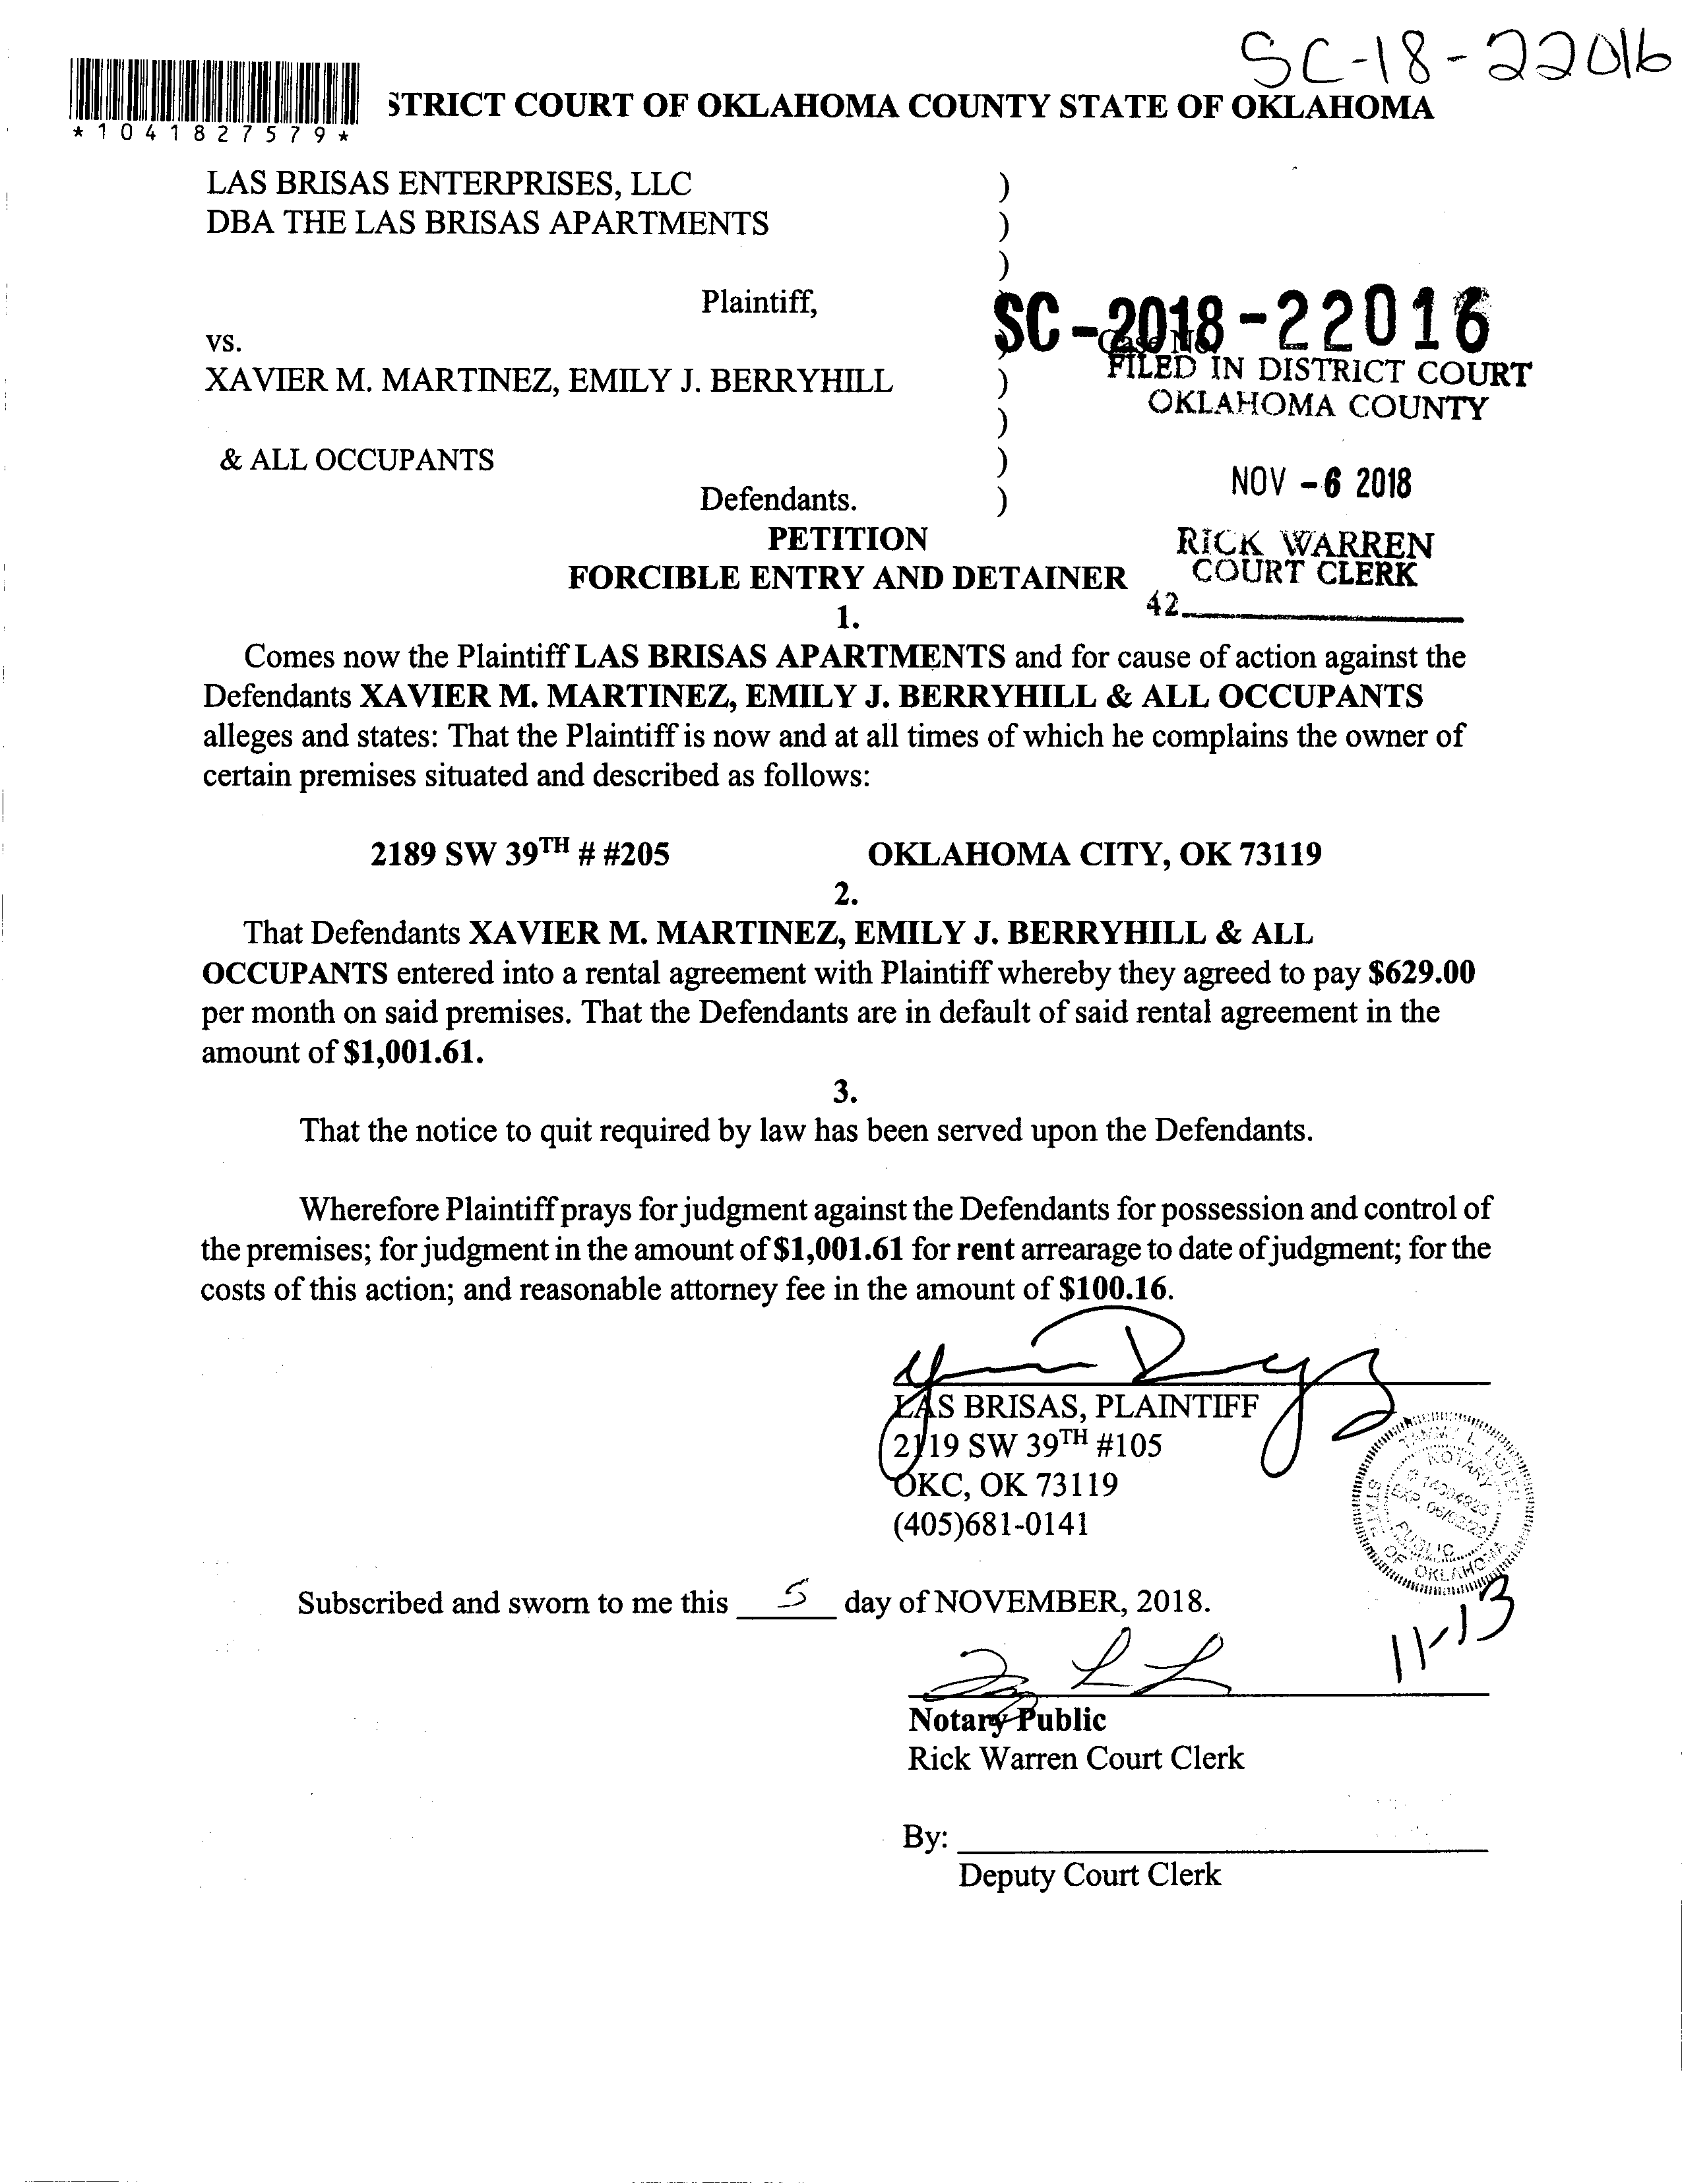 SC-18-22016
*1041827579*
STRICT COURT OF OKLAHOMA COUNTY STATE OF OKLAHOMA
LAS BRISAS ENTERPRISES, LLC )
DBA THE LAS BRISAS APARTMENTS )
)
Plaintiff, )
SC-2018-22016
vs. ) Case No.
XAVIER M. MARTINEZ, EMILY J. BERRYHILL )
FILED IN DISTRICT COURT
OKLAHOMA COUNTY
)
& ALL OCCUPANTS )
NOV -6 2018
Defendants. )
PETITION
RICK WARREN
COURT CLERK
FORCIBLE ENTRY AND DETAINER
42
1.
Comes now the Plaintiff LAS BRISAS APARTMENTS and for cause of action against the
Defendants XAVIER M. MARTINEZ, EMILY J. BERRYHILL & ALL OCCUPANTS
alleges and states: That the Plaintiff is now and at all times of which he complains the owner of
certain premises situated and described as follows:
2189 SW 39TH # #205 OKLAHOMA CITY, OK 73119
2.
That Defendants XAVIER M. MARTINEZ, EMILY J. BERRYHILL & ALL
OCCUPANTS entered into a rental agreement with Plaintiff whereby they agreed to pay $629.00
per month on said premises. That the Defendants are in default of said rental agreement in the
amount of $1,001.61.
3.
That the notice to quit required by law has been served upon the Defendants.
Wherefore Plaintiff prays for judgment against the Defendants for possession and control of
the premises; for judgment in the amount of $1,001.61 for rent arrearage to date of judgment; for the
costs of this action; and reasonable attorney fee in the amount of $100.16.
LAS BRISAS, PLAINTIFF
2119 SW 39TH #105
OKC, OK 73119
(405)681-0141
NOTARY
# 14004923
EXP. 06/02/22
PUBLIC
STATE OF OKLAHOMA
Subscribed and sworn to me this 5 day of NOVEMBER, 2018.
11-13
Notary Public
Rick Warren Court Clerk
By:
Deputy Court Clerk